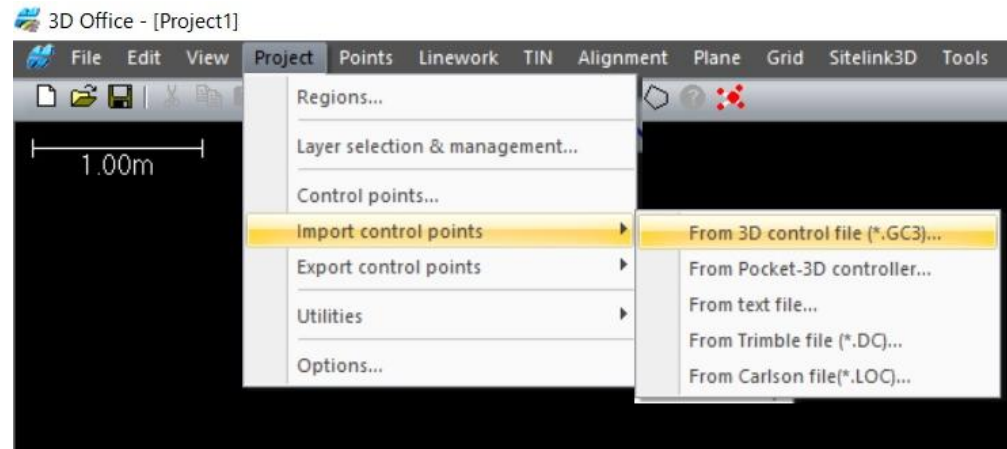 3D Office - [Project1]
File Edit View Project Points Linework TIN Alignment Plane Grid Sitelink3D Tools
1.00m
Regions...
Layer selection & management...
Control points...
Import control points
Export control points
Utilities
Options...
From 3D control file (*.GC3)...
From Pocket-3D controller...
From text file...
From Trimble file (*.DC)...
From Carlson file(*.LOC)...